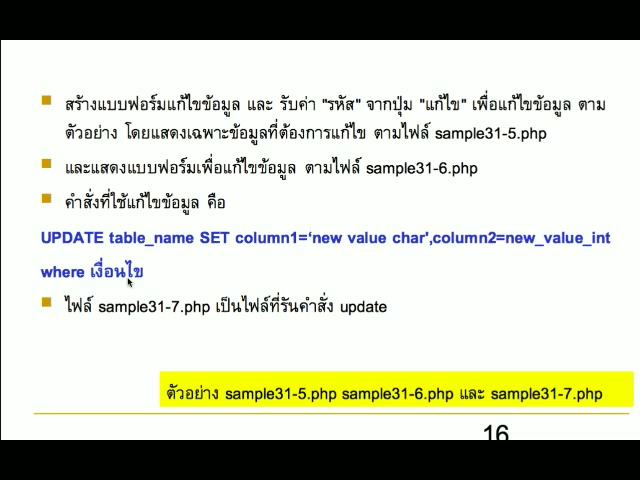 สร้างแบบฟอร์มแก้ไขข้อมูล และ รับค่า "รหัส" จากปุ่ม "แก้ไข" เพื่อแก้ไขข้อมูล ตาม
ตัวอย่าง โดยแสดงเฉพาะข้อมูลที่ต้องการแก้ไข ตามไฟล์ sample31-5.php
และแสดงแบบฟอร์มเพื่อแก้ไขข้อมูล ตามไฟล์ sample31-6.php
คำสั่งที่ใช้แก้ไขข้อมูล คือ
UPDATE table_name SET column1=‘new value char',column2=new_value_int
where เงื่อนไข
ไฟล์ sample31-7.php เป็นไฟล์ที่รันคำสั่ง update
ตัวอย่าง sample31-5.php sample31-6.php และ sample31-7.php
16